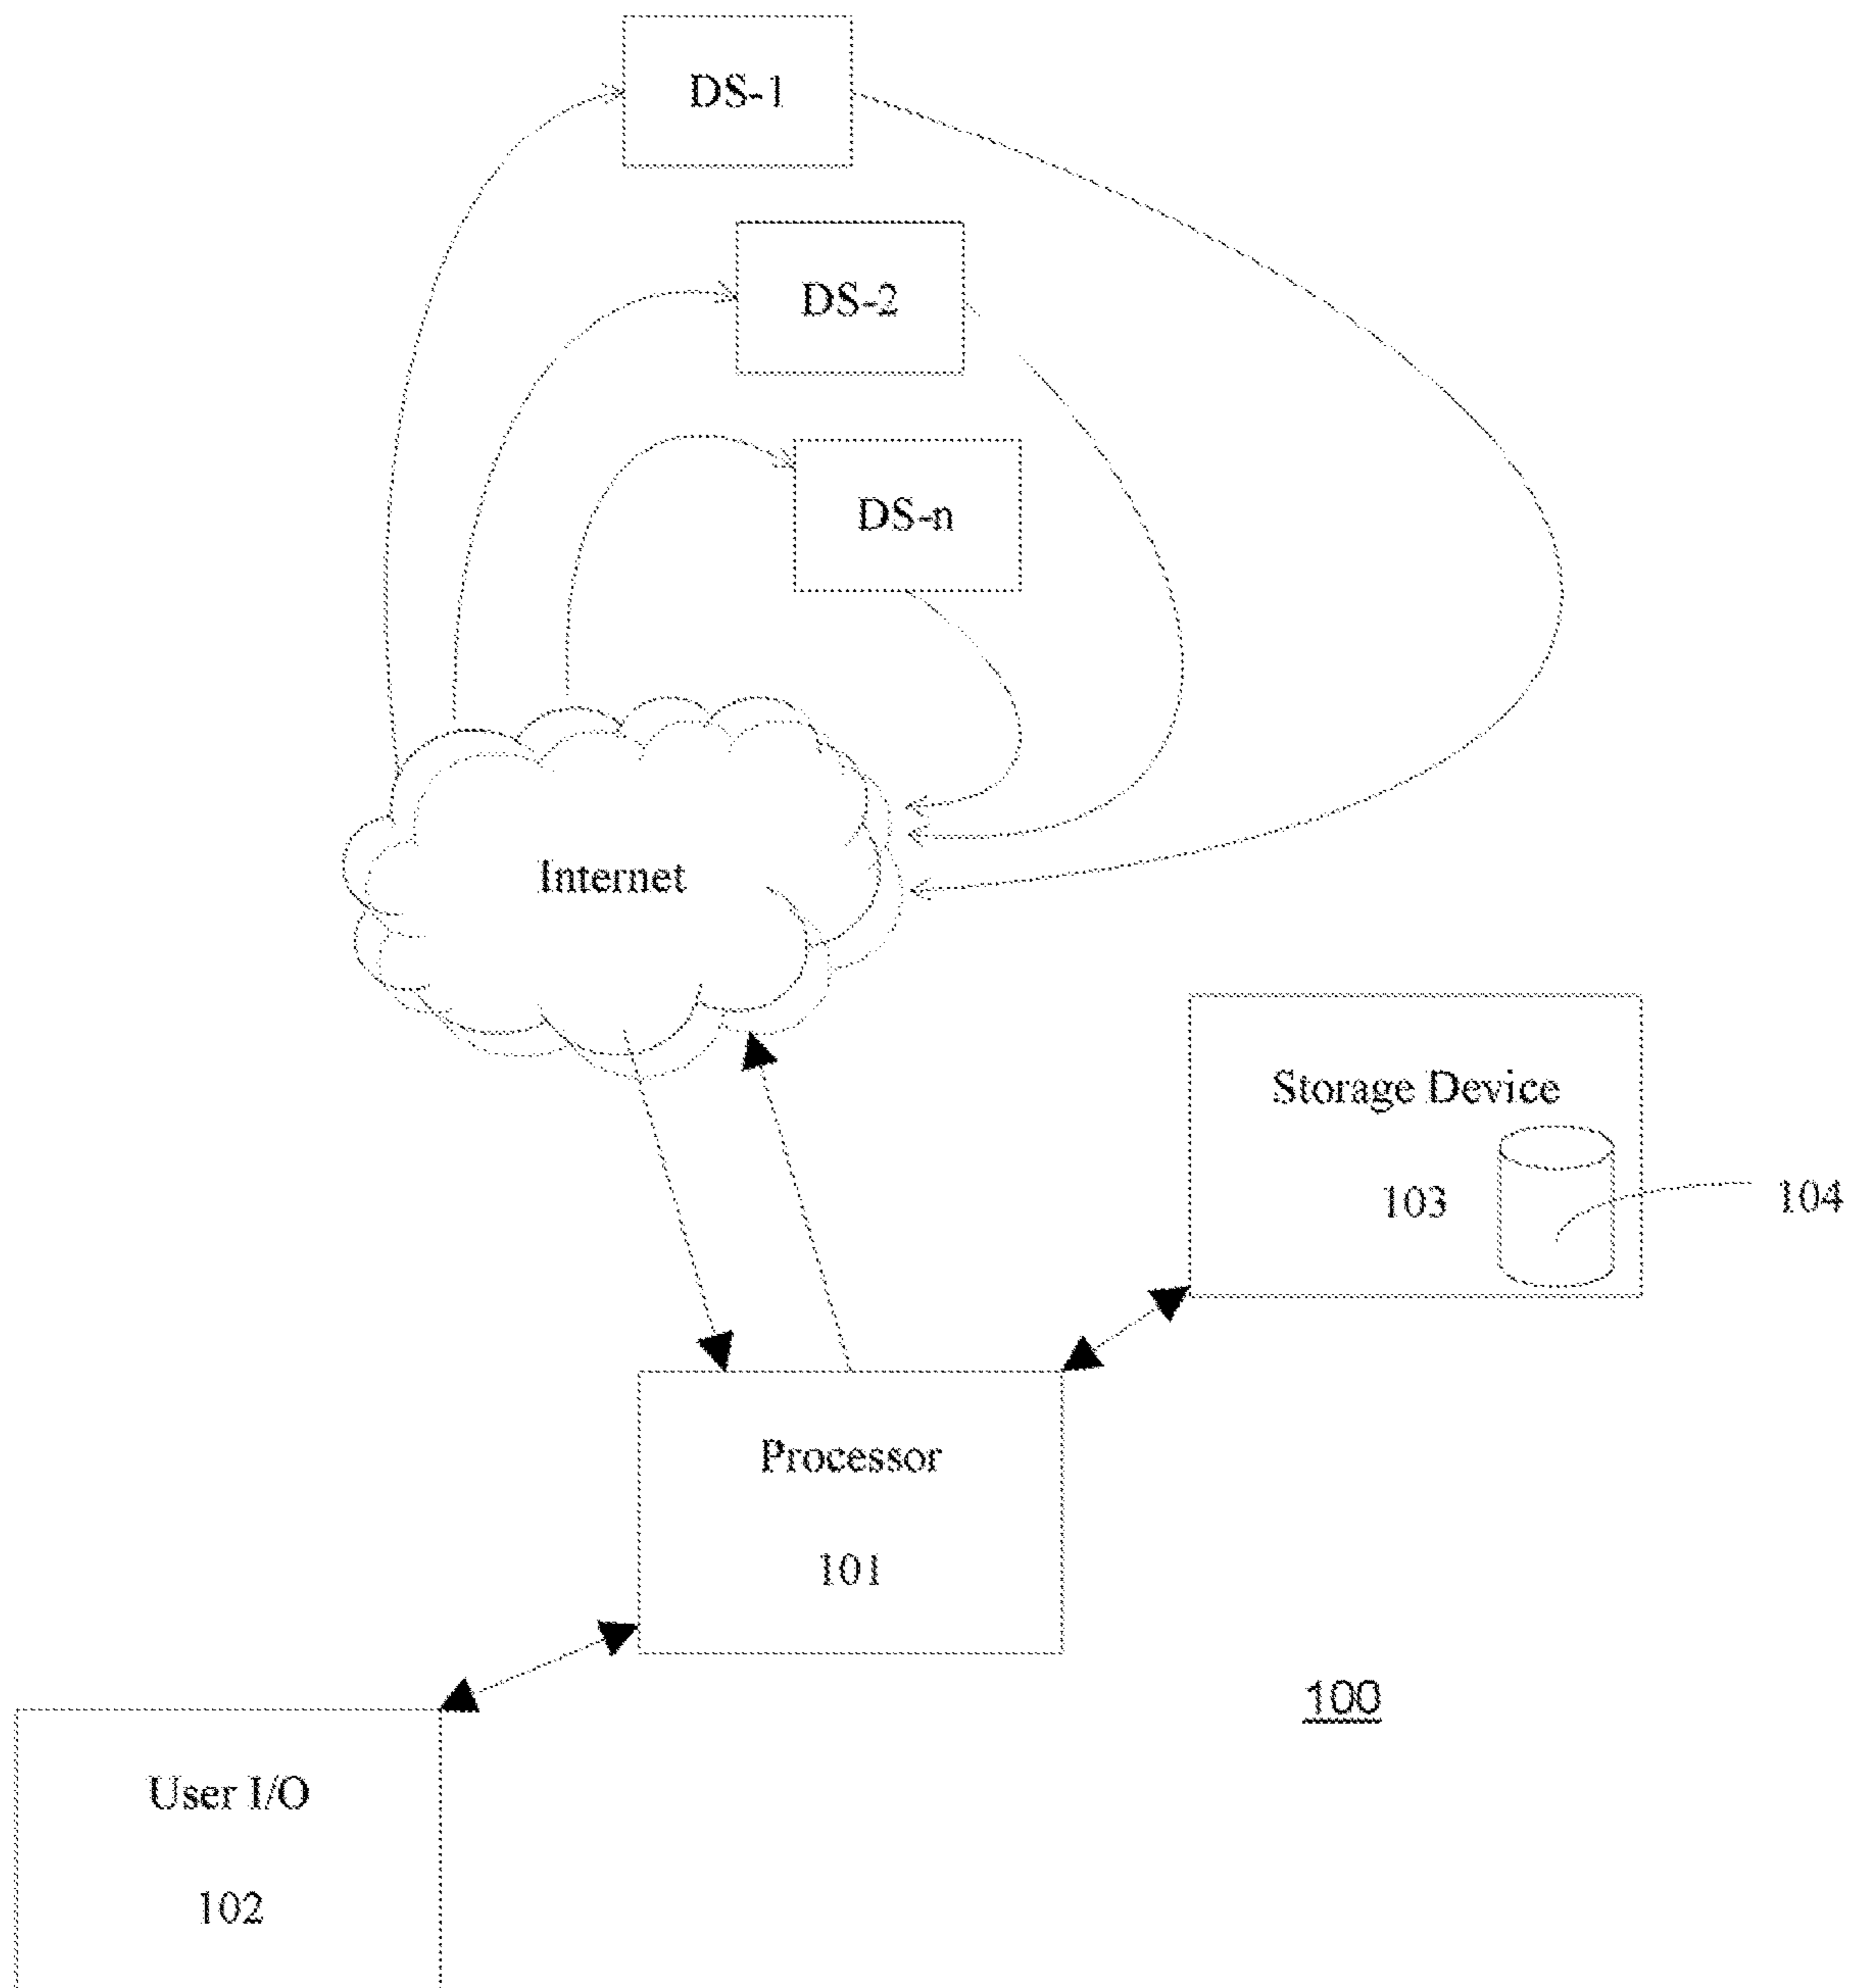 DS-1
DS-2
DS-n
Internet
Storage Device
103
104
Processor
101
100
User I/O
102